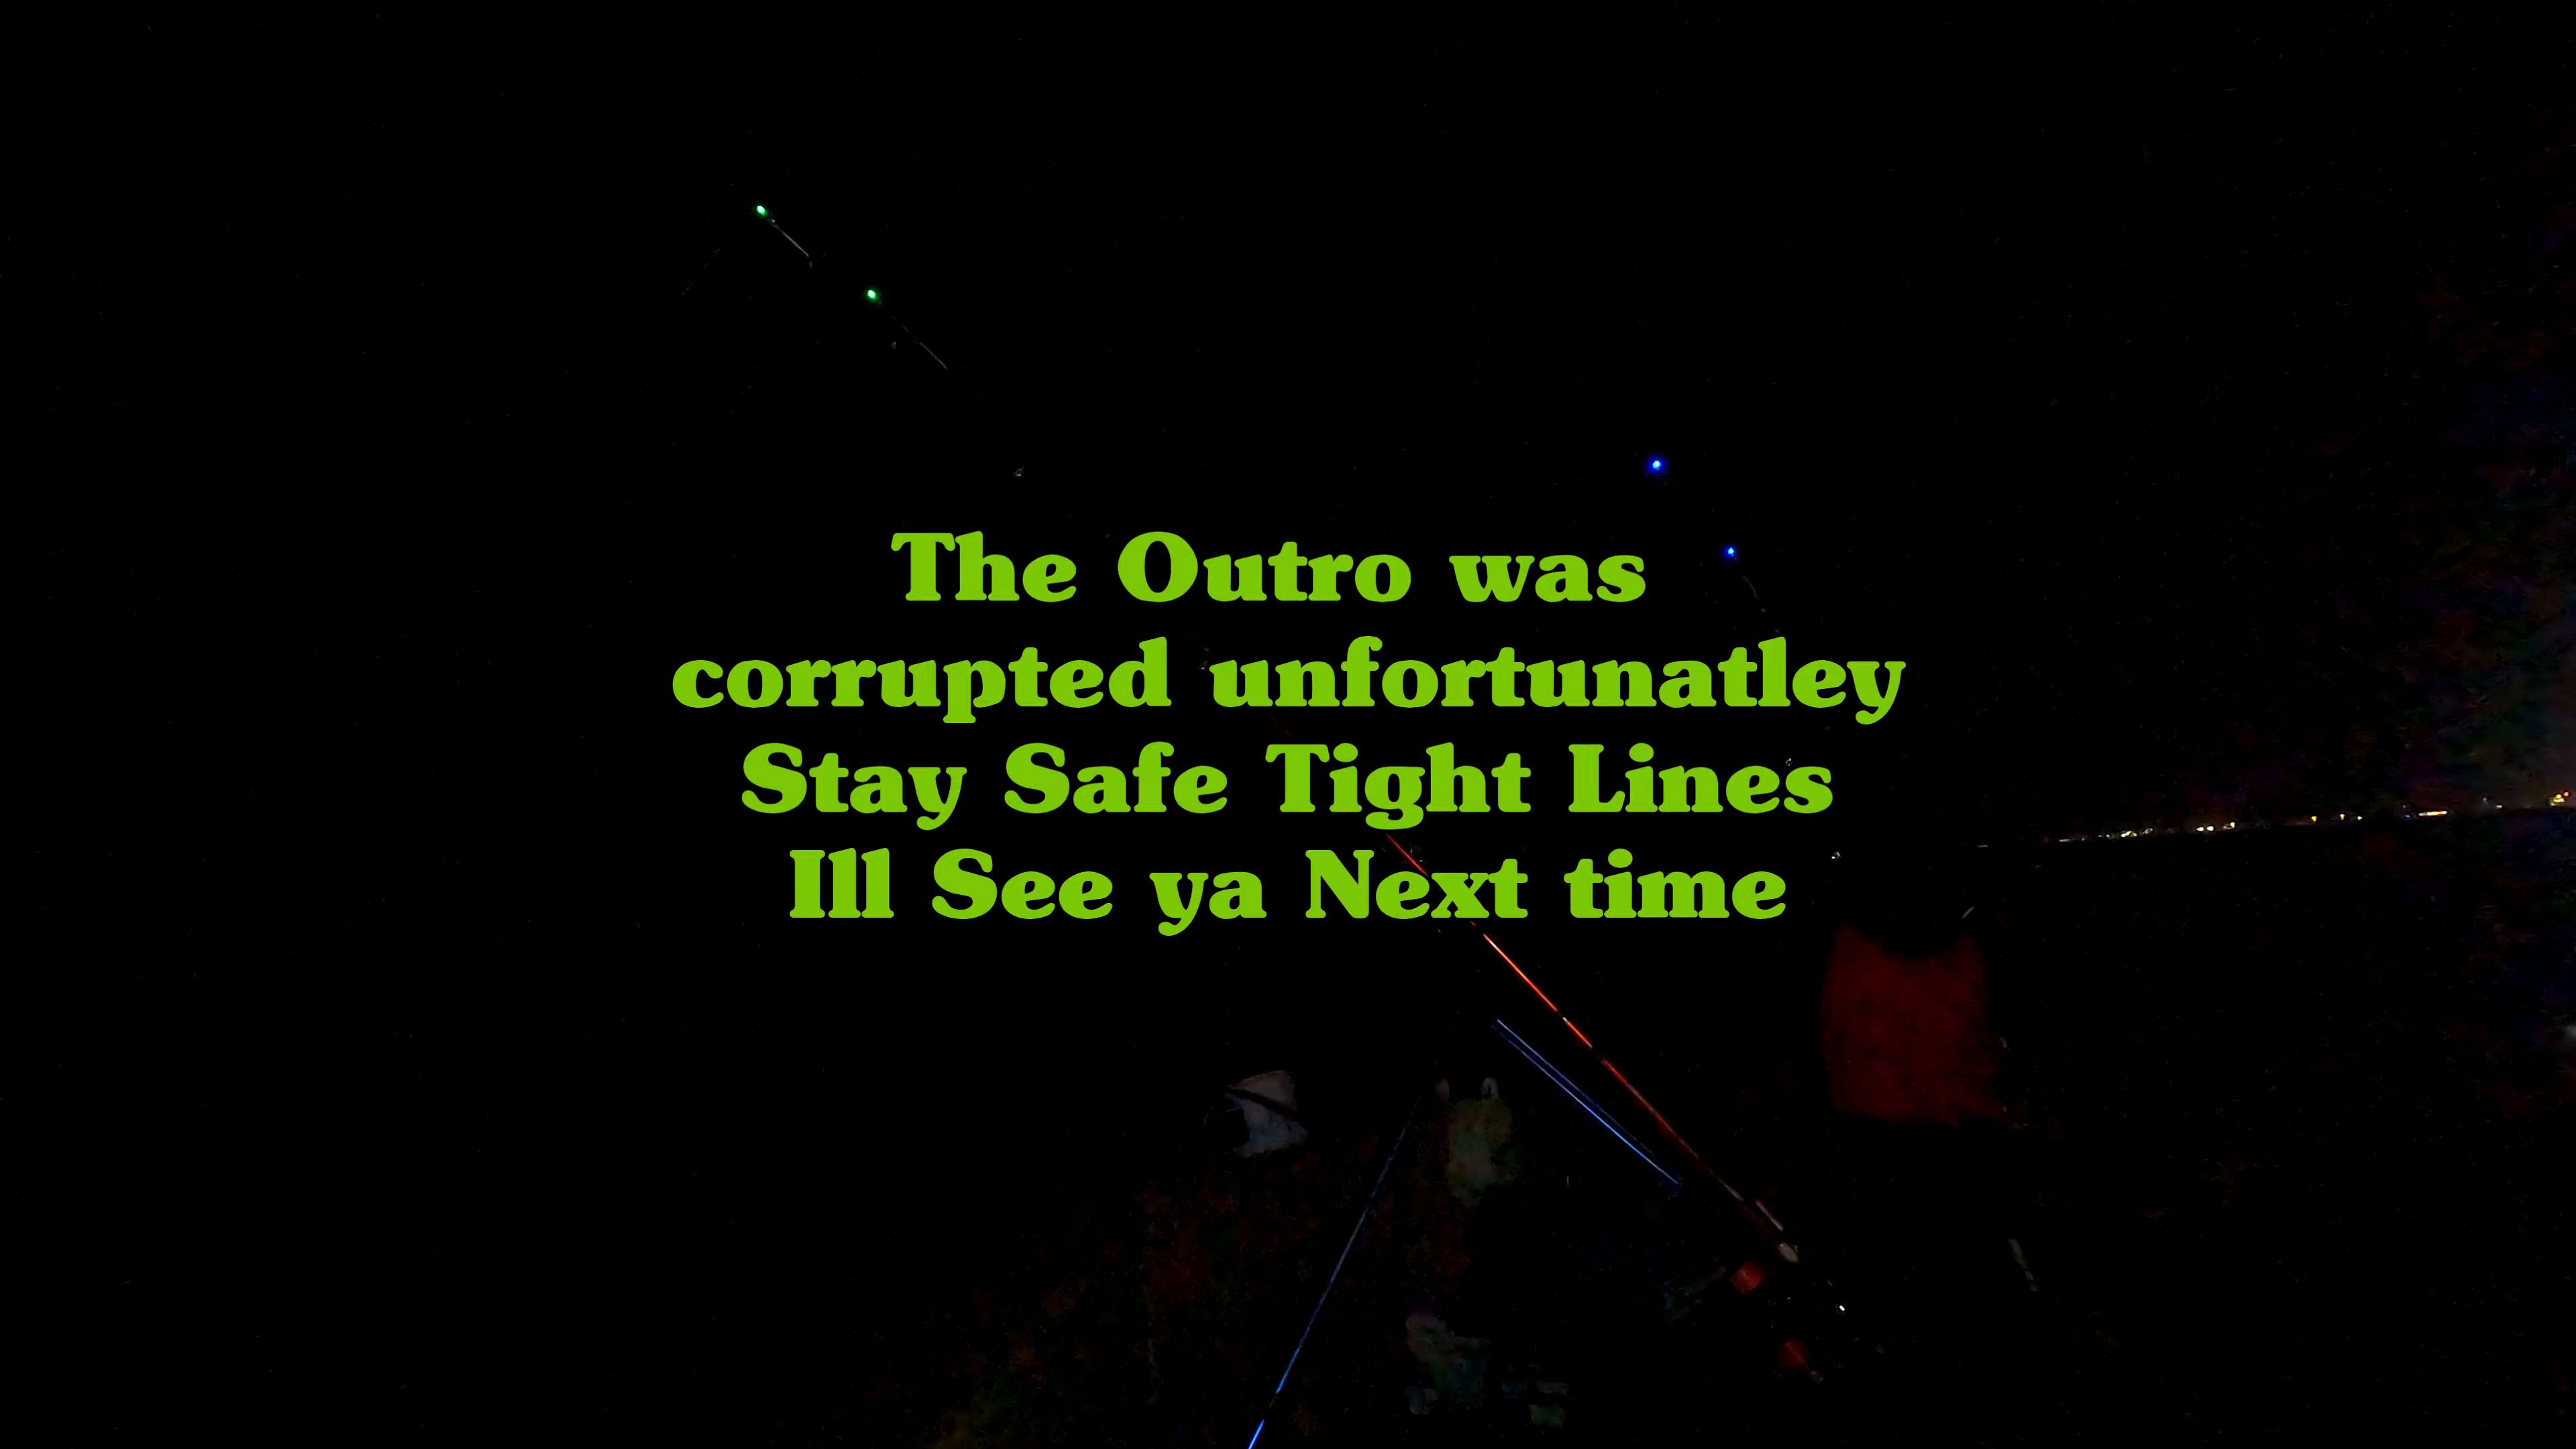 The Outro was
corrupted unfortunatley
Stay Safe Tight Lines
Ill See ya Next time